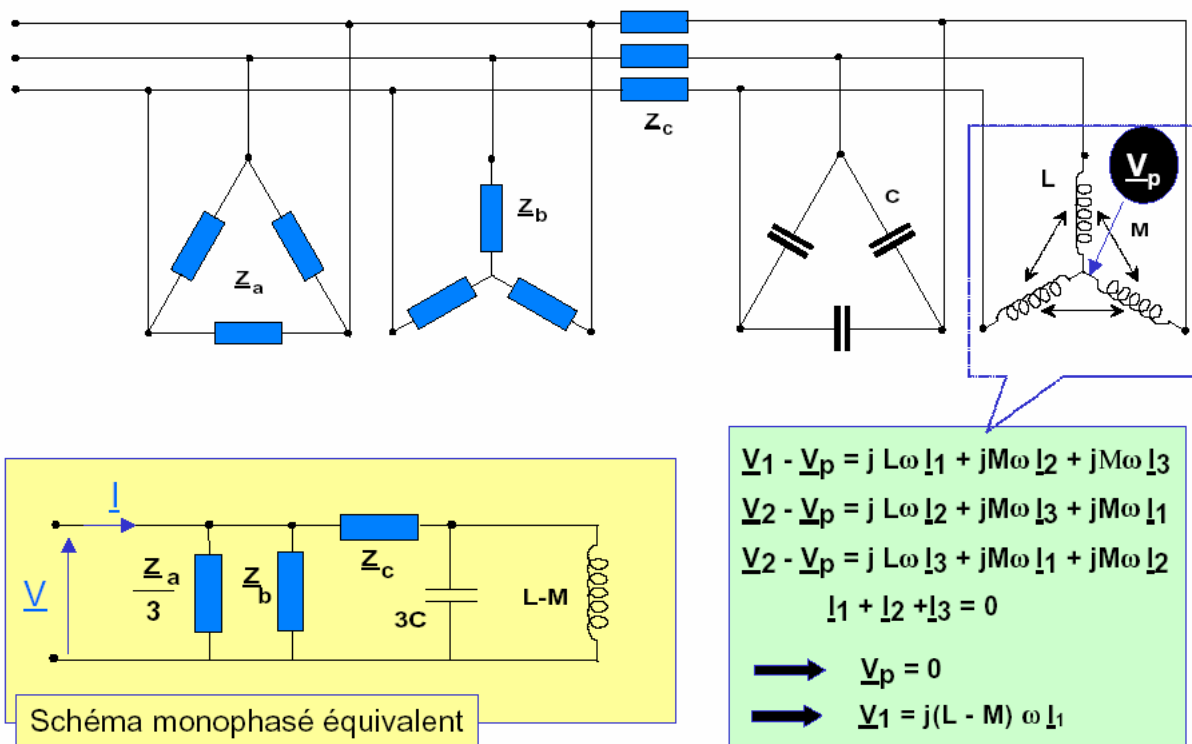 Z_c
Z_a
Z_b
C
L
V_p
M
I
V
Z_a
3
Z_b
Z_c
3C
L-M
Schéma monophasé équivalent
V1 - Vp = j Lω I1 + jMω I2 + jMω I3
V2 - Vp = j Lω I2 + jMω I3 + jMω I1
V2 - Vp = j Lω I3 + jMω I1 + jMω I2
I1 + I2 +I3 = 0
Vp = 0
V1 = j(L - M) ω I1